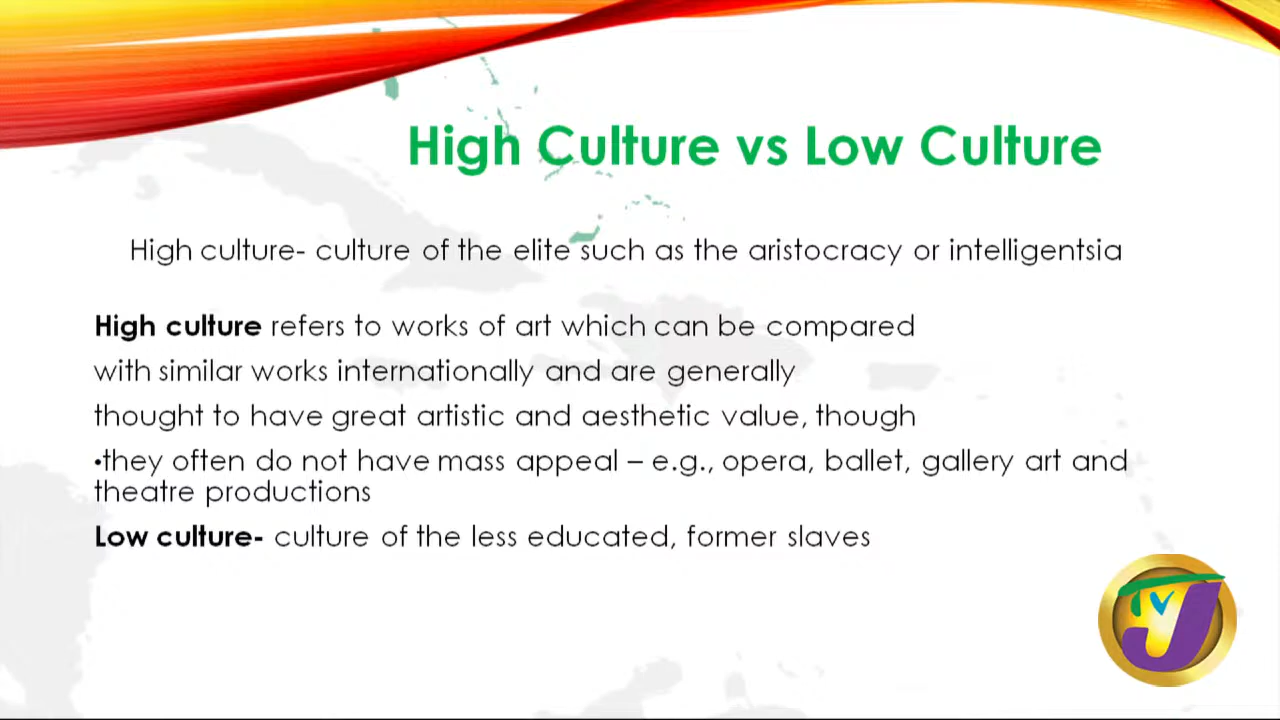 High Culture vs Low Culture
High culture- culture of the elite such as the aristocracy or intelligentsia
High culture refers to works of art which can be compared
with similar works internationally and are generally
thought to have great artistic and aesthetic value, though
•they often do not have mass appeal – e.g., opera, ballet, gallery art and
theatre productions
Low culture- culture of the less educated, former slaves
TVJ